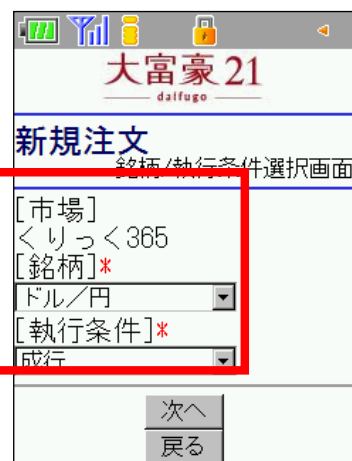 大富豪21
daifugo
新規注文
銘柄/執行条件選択画面
[市場]
くりっく365
[銘柄]*
ドル／円
[執行条件]*
成行
次へ
戻る